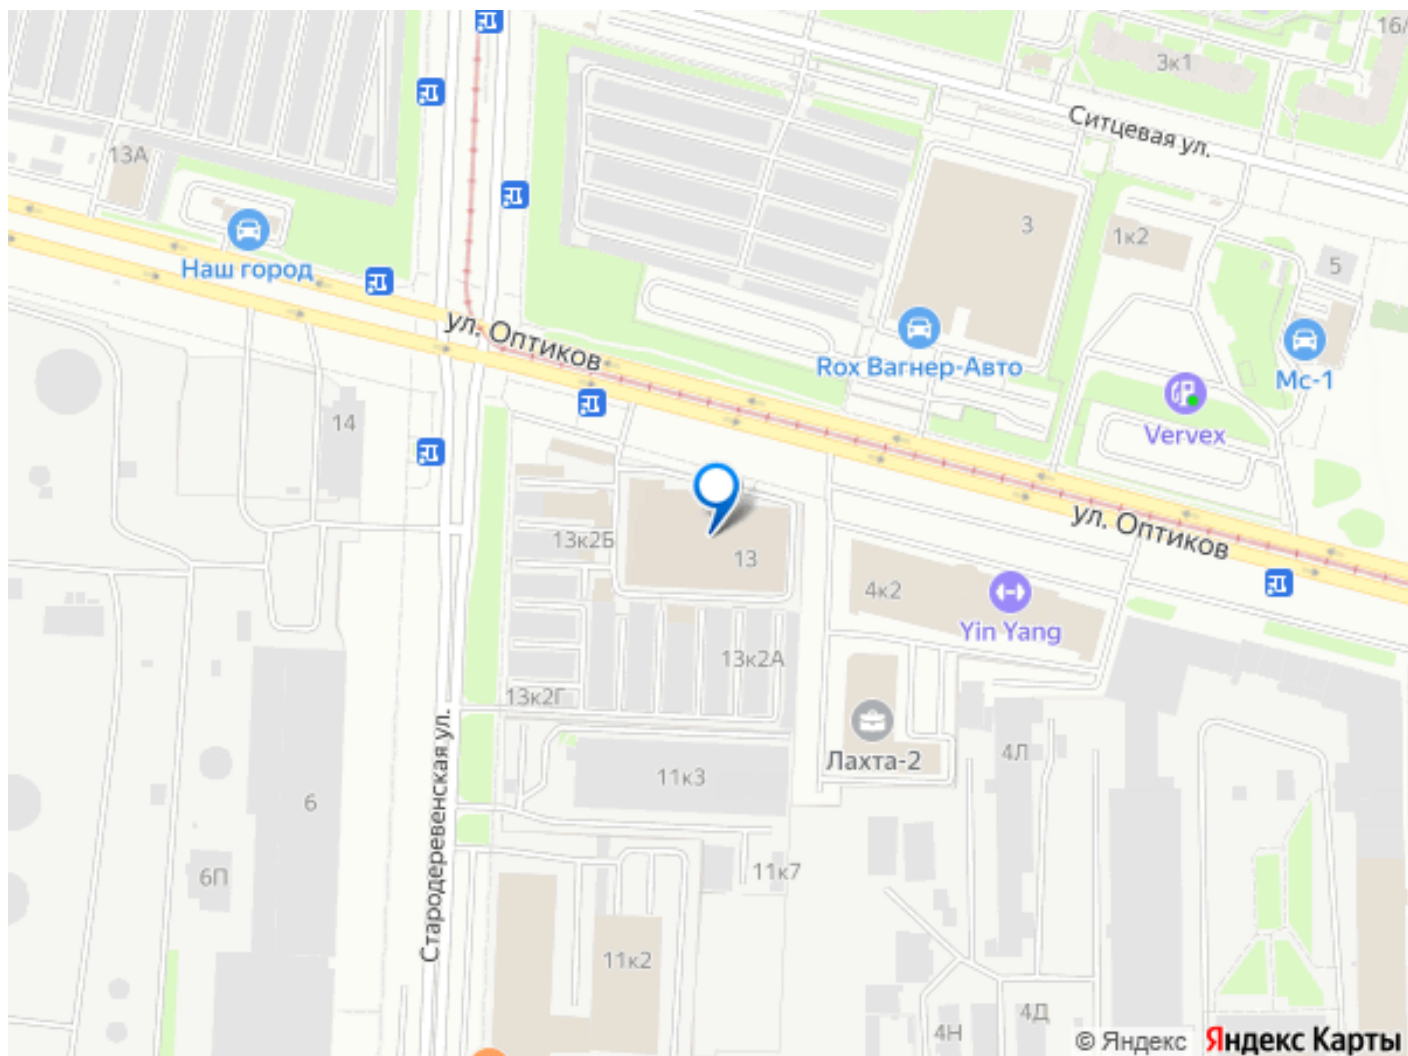 16/
3к1
Ситцевая ул.
13А
3
1к2
5
Наш город
ул. Оптиков
Rox Вагнер-Авто
Мс-1
14
Vervex
ул. Оптиков
13к2Б
13
4к2
Yin Yang
13к2А
13к2Г
Стародеревенская ул.
Лахта-2
4Л
11к3
6
6П
11к7
11к2
4Д
4Н
© Яндекс
Яндекс Карты